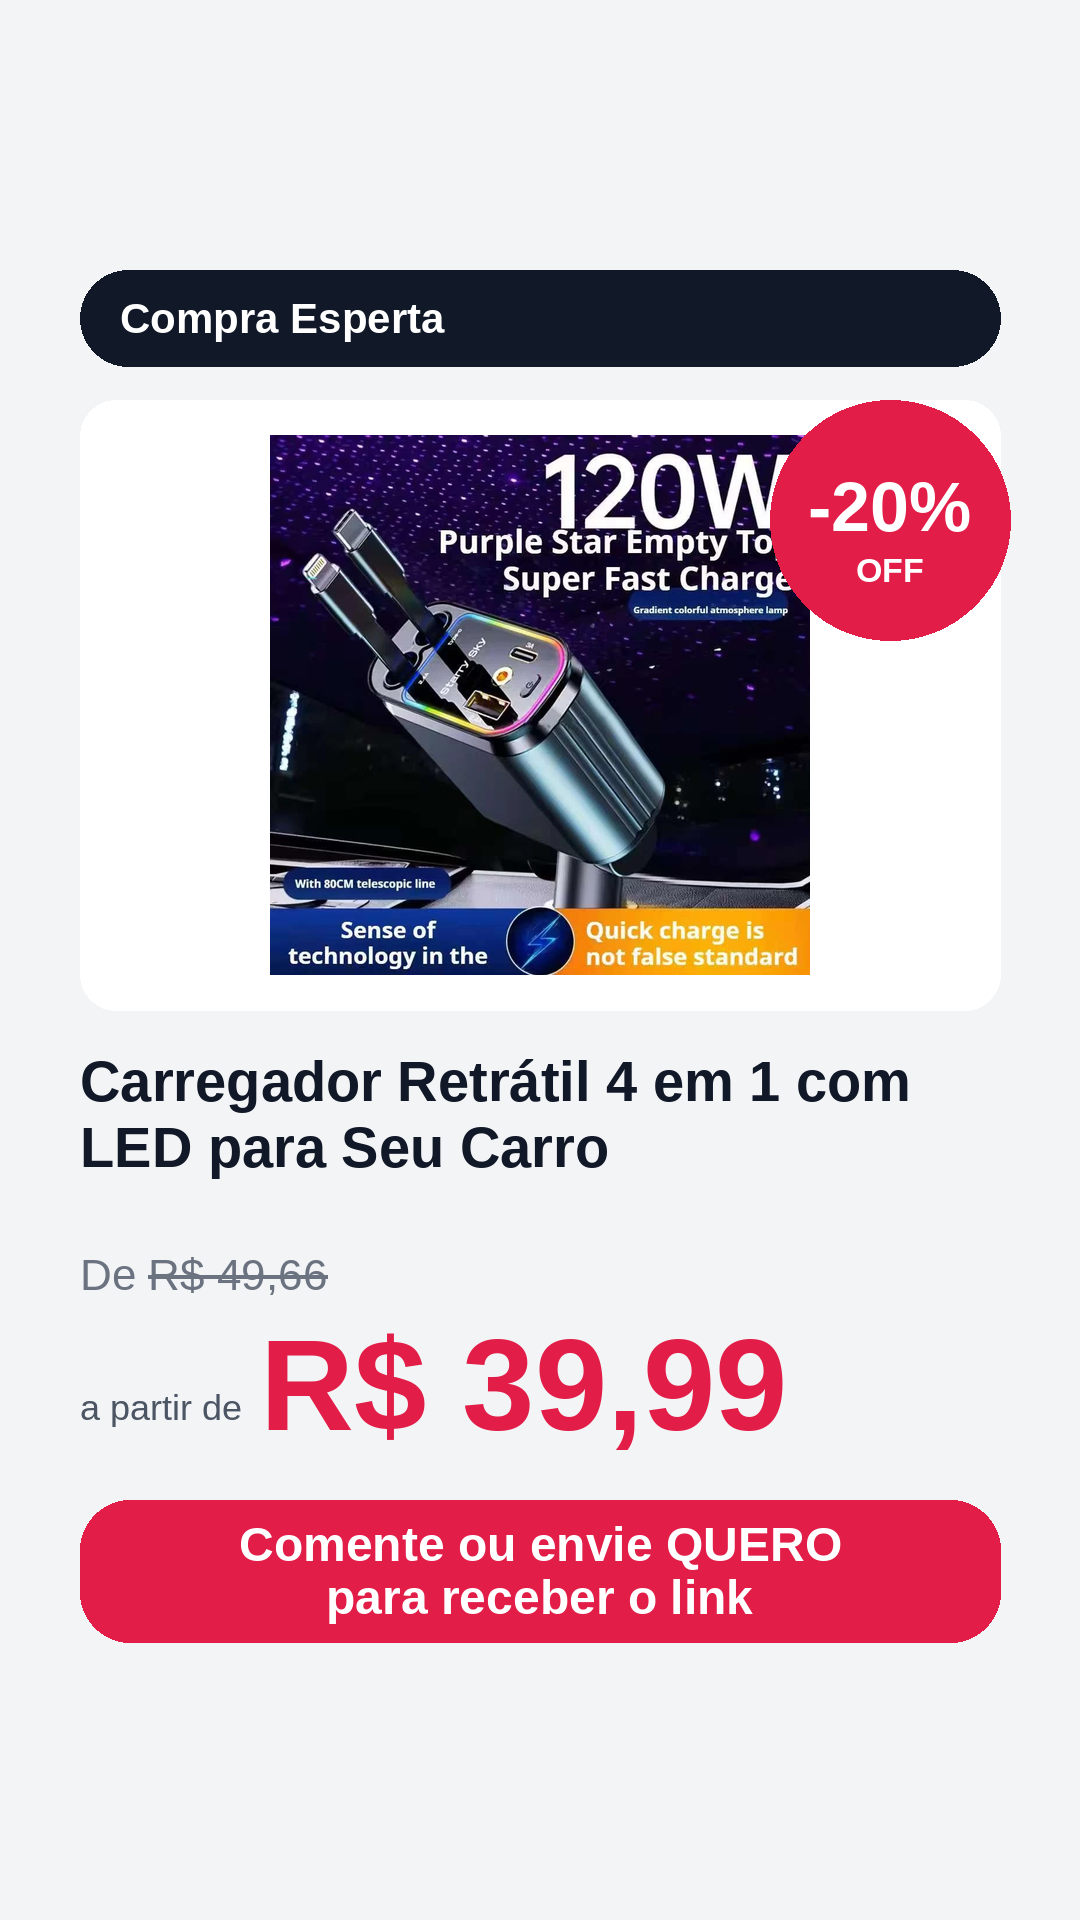 Compra Esperta
120W
-20%
OFF
Purple Star Empty To
Super Fast Charge
Gradient colorful atmosphere lamp
Starry Sky
With 80CM telescopic line
Sense of
technology in the
Quick charge is
not false standard
Carregador Retrátil 4 em 1 com
LED para Seu Carro
De R$ 49,66
a partir de R$ 39,99
Comente ou envie QUERO
para receber o link